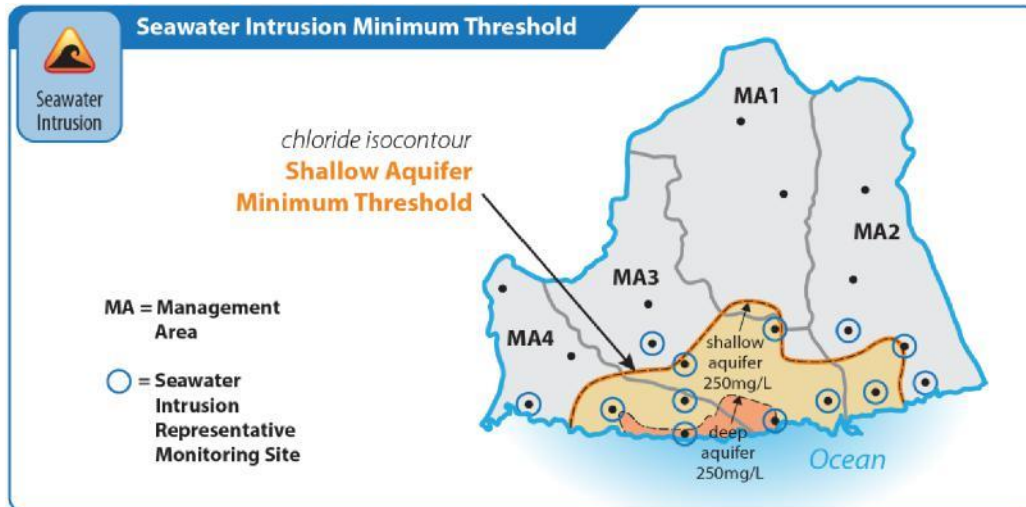 Seawater Intrusion Minimum Threshold
Seawater
Intrusion
chloride isocontour
Shallow Aquifer
Minimum Threshold
MA = Management
Area
= Seawater
Intrusion
Representative
Monitoring Site
MA1
MA2
MA3
MA4
shallow
aquifer
250mg/L
deep
aquifer
250mg/L
Ocean